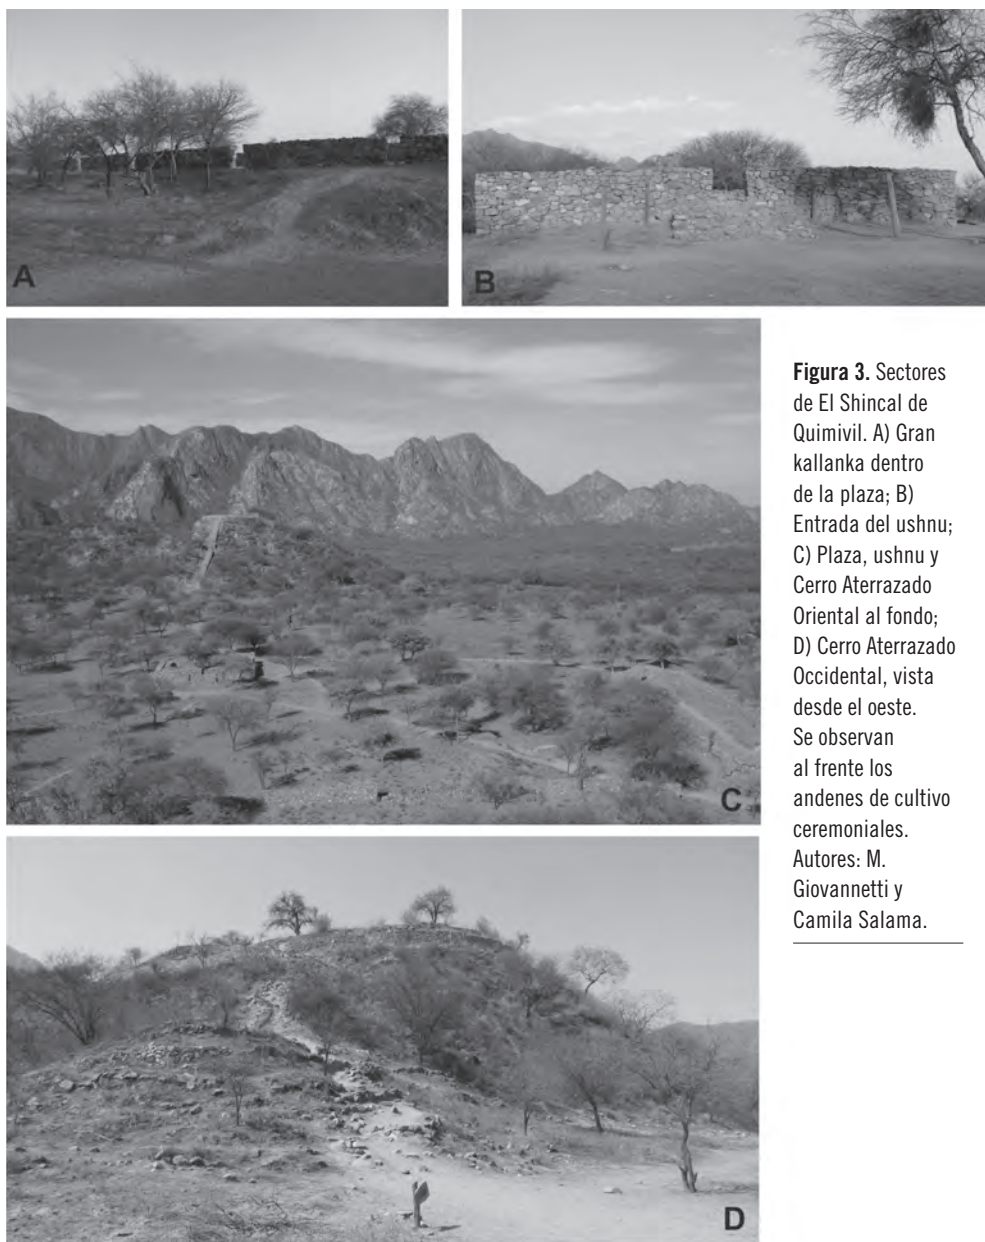 A
B
C
D
Figura 3. Sectores
de El Shincal de
Quimivil. A) Gran
kallanka dentro
de la plaza; B)
Entrada del ushnu;
C) Plaza, ushnu y
Cerro Aterrazado
Oriental al fondo;
D) Cerro Aterrazado
Occidental, vista
desde el oeste.
Se observan
al frente los
andenes de cultivo
ceremoniales.
Autores: M.
Giovannetti y
Camila Salama.